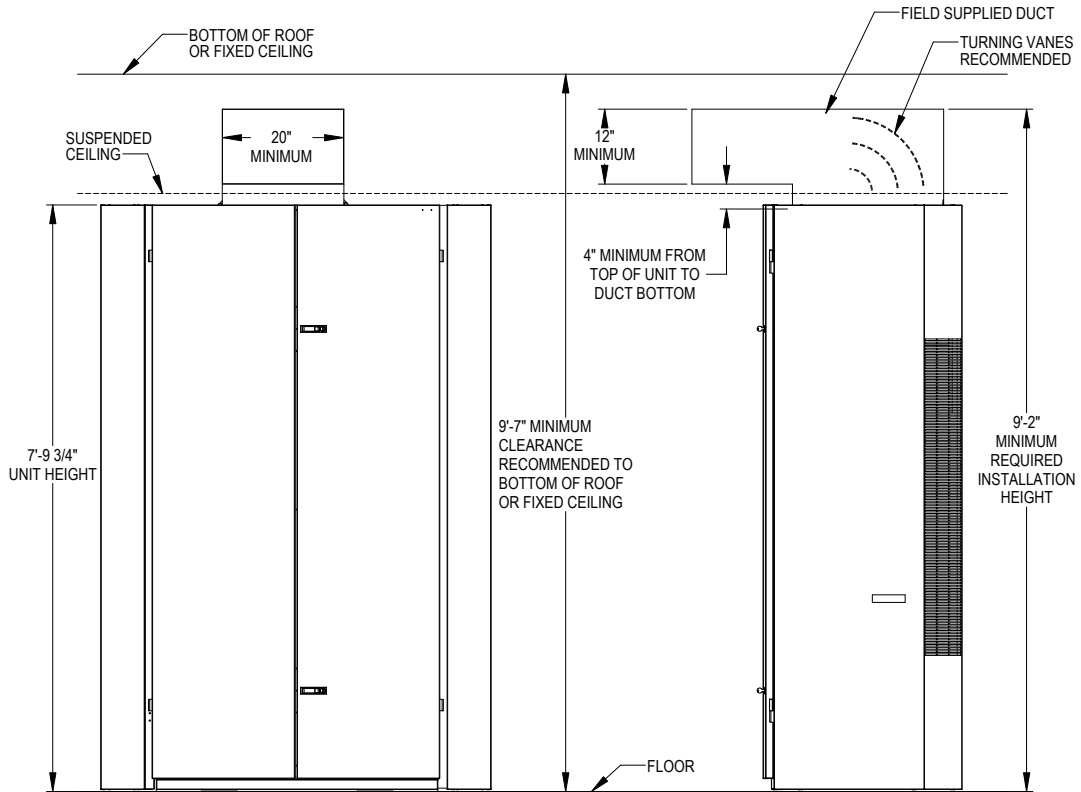 FIELD SUPPLIED DUCT
BOTTOM OF ROOF
OR FIXED CEILING
TURNING VANES
RECOMMENDED
SUSPENDED
CEILING
20"
MINIMUM
12"
MINIMUM
4" MINIMUM FROM
TOP OF UNIT TO
DUCT BOTTOM
7'-9 3/4"
UNIT HEIGHT
9'-7" MINIMUM
CLEARANCE
RECOMMENDED TO
BOTTOM OF ROOF
OR FIXED CEILING
9'-2"
MINIMUM
REQUIRED
INSTALLATION
HEIGHT
FLOOR